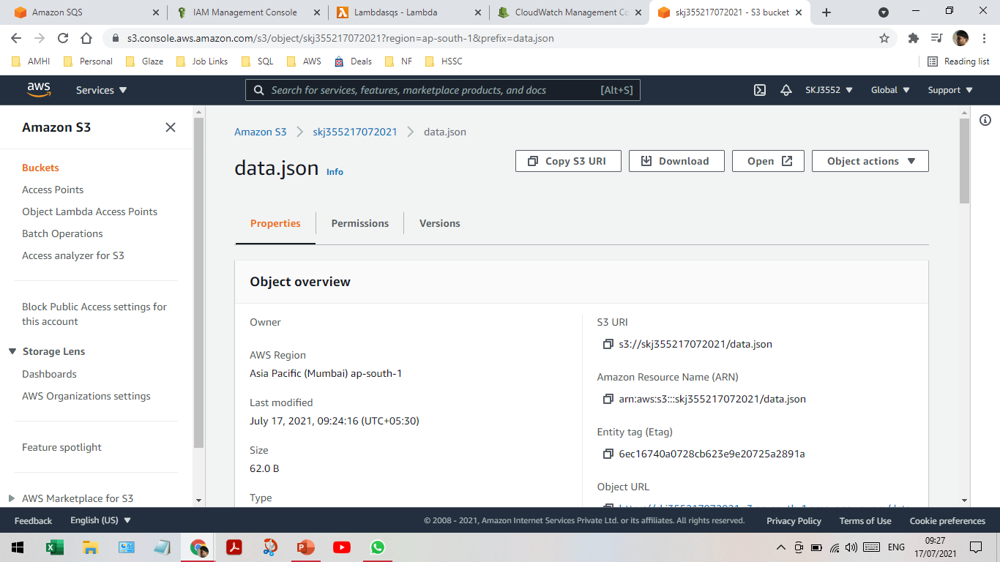 Amazon SQS
IAM Management Console
Lambdasqs - Lambda
CloudWatch Management Co
skj355217072021 - S3 bucket
s3.console.aws.amazon.com/s3/object/skj355217072021?region=ap-south-1&prefix=data.json
AMHI
Personal
Glaze
Job Links
SQL
AWS
Deals
NF
HSSC
Reading list
aws
Services
Search for services, features, marketplace products, and docs
[Alt+S]
SKJ3552
Global
Support
Amazon S3
Buckets
Access Points
Object Lambda Access Points
Batch Operations
Access analyzer for S3
Block Public Access settings for
this account
Storage Lens
Dashboards
AWS Organizations settings
Feature spotlight
AWS Marketplace for S3
Amazon S3
skj355217072021
data.json
data.json
Info
Copy S3 URI
Download
Open
Object actions
Properties
Permissions
Versions
Object overview
Owner
AWS Region
Asia Pacific (Mumbai) ap-south-1
Last modified
July 17, 2021, 09:24:16 (UTC+05:30)
Size
62.0 B
Type
S3 URI
s3://skj355217072021/data.json
Amazon Resource Name (ARN)
arn:aws:s3:::skj355217072021/data.json
Entity tag (Etag)
6ec16740a0728cb623e9e20725a2891a
Object URL
Feedback
English (US)
© 2008 - 2021, Amazon Internet Services Private Ltd. or its affiliates. All rights reserved.
Privacy Policy
Terms of Use
Cookie preferences
ENG
09:27
17/07/2021